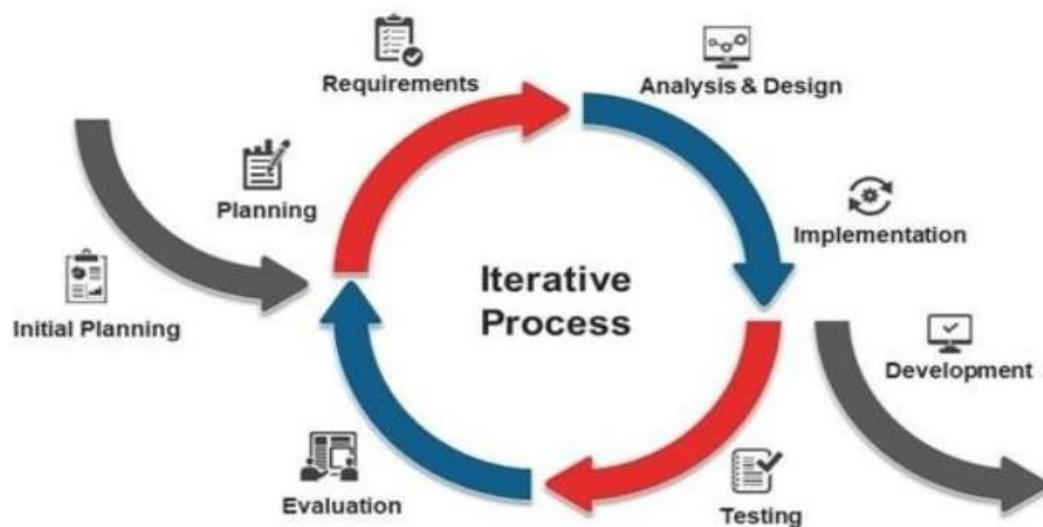 Requirements
Analysis & Design
Planning
Implementation
Initial Planning
Iterative
Process
Development
Evaluation
Testing